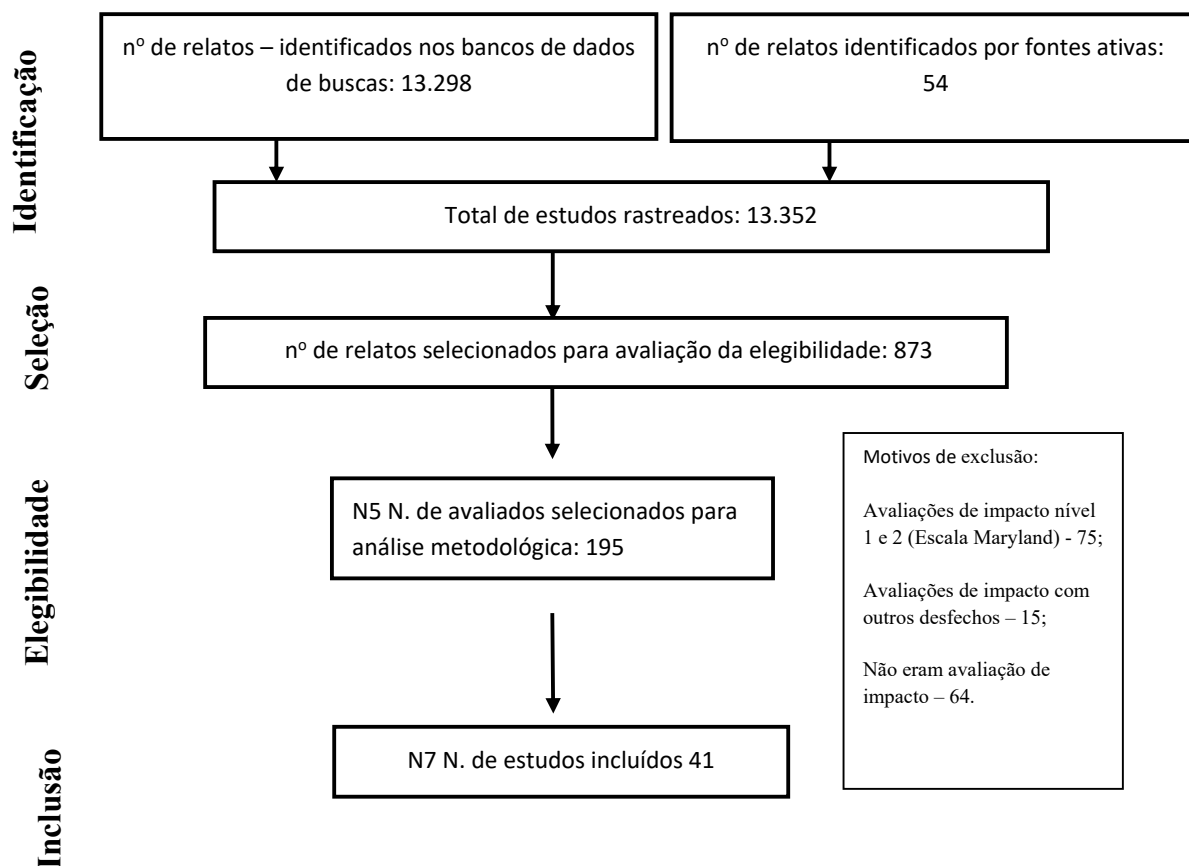 Identificação
nº de relatos – identificados nos bancos de dados
de buscas: 13.298
nº de relatos identificados por fontes ativas:
54
Total de estudos rastreados: 13.352
Seleção
nº de relatos selecionados para avaliação da elegibilidade: 873
Elegibilidade
N5 N. de avaliados selecionados para
análise metodológica: 195
Motivos de exclusão:
Avaliações de impacto nível
1 e 2 (Escala Maryland) - 75;
Avaliações de impacto com
outros desfechos – 15;
Não eram avaliação de
impacto – 64.
Inclusão
N7 N. de estudos incluídos 41